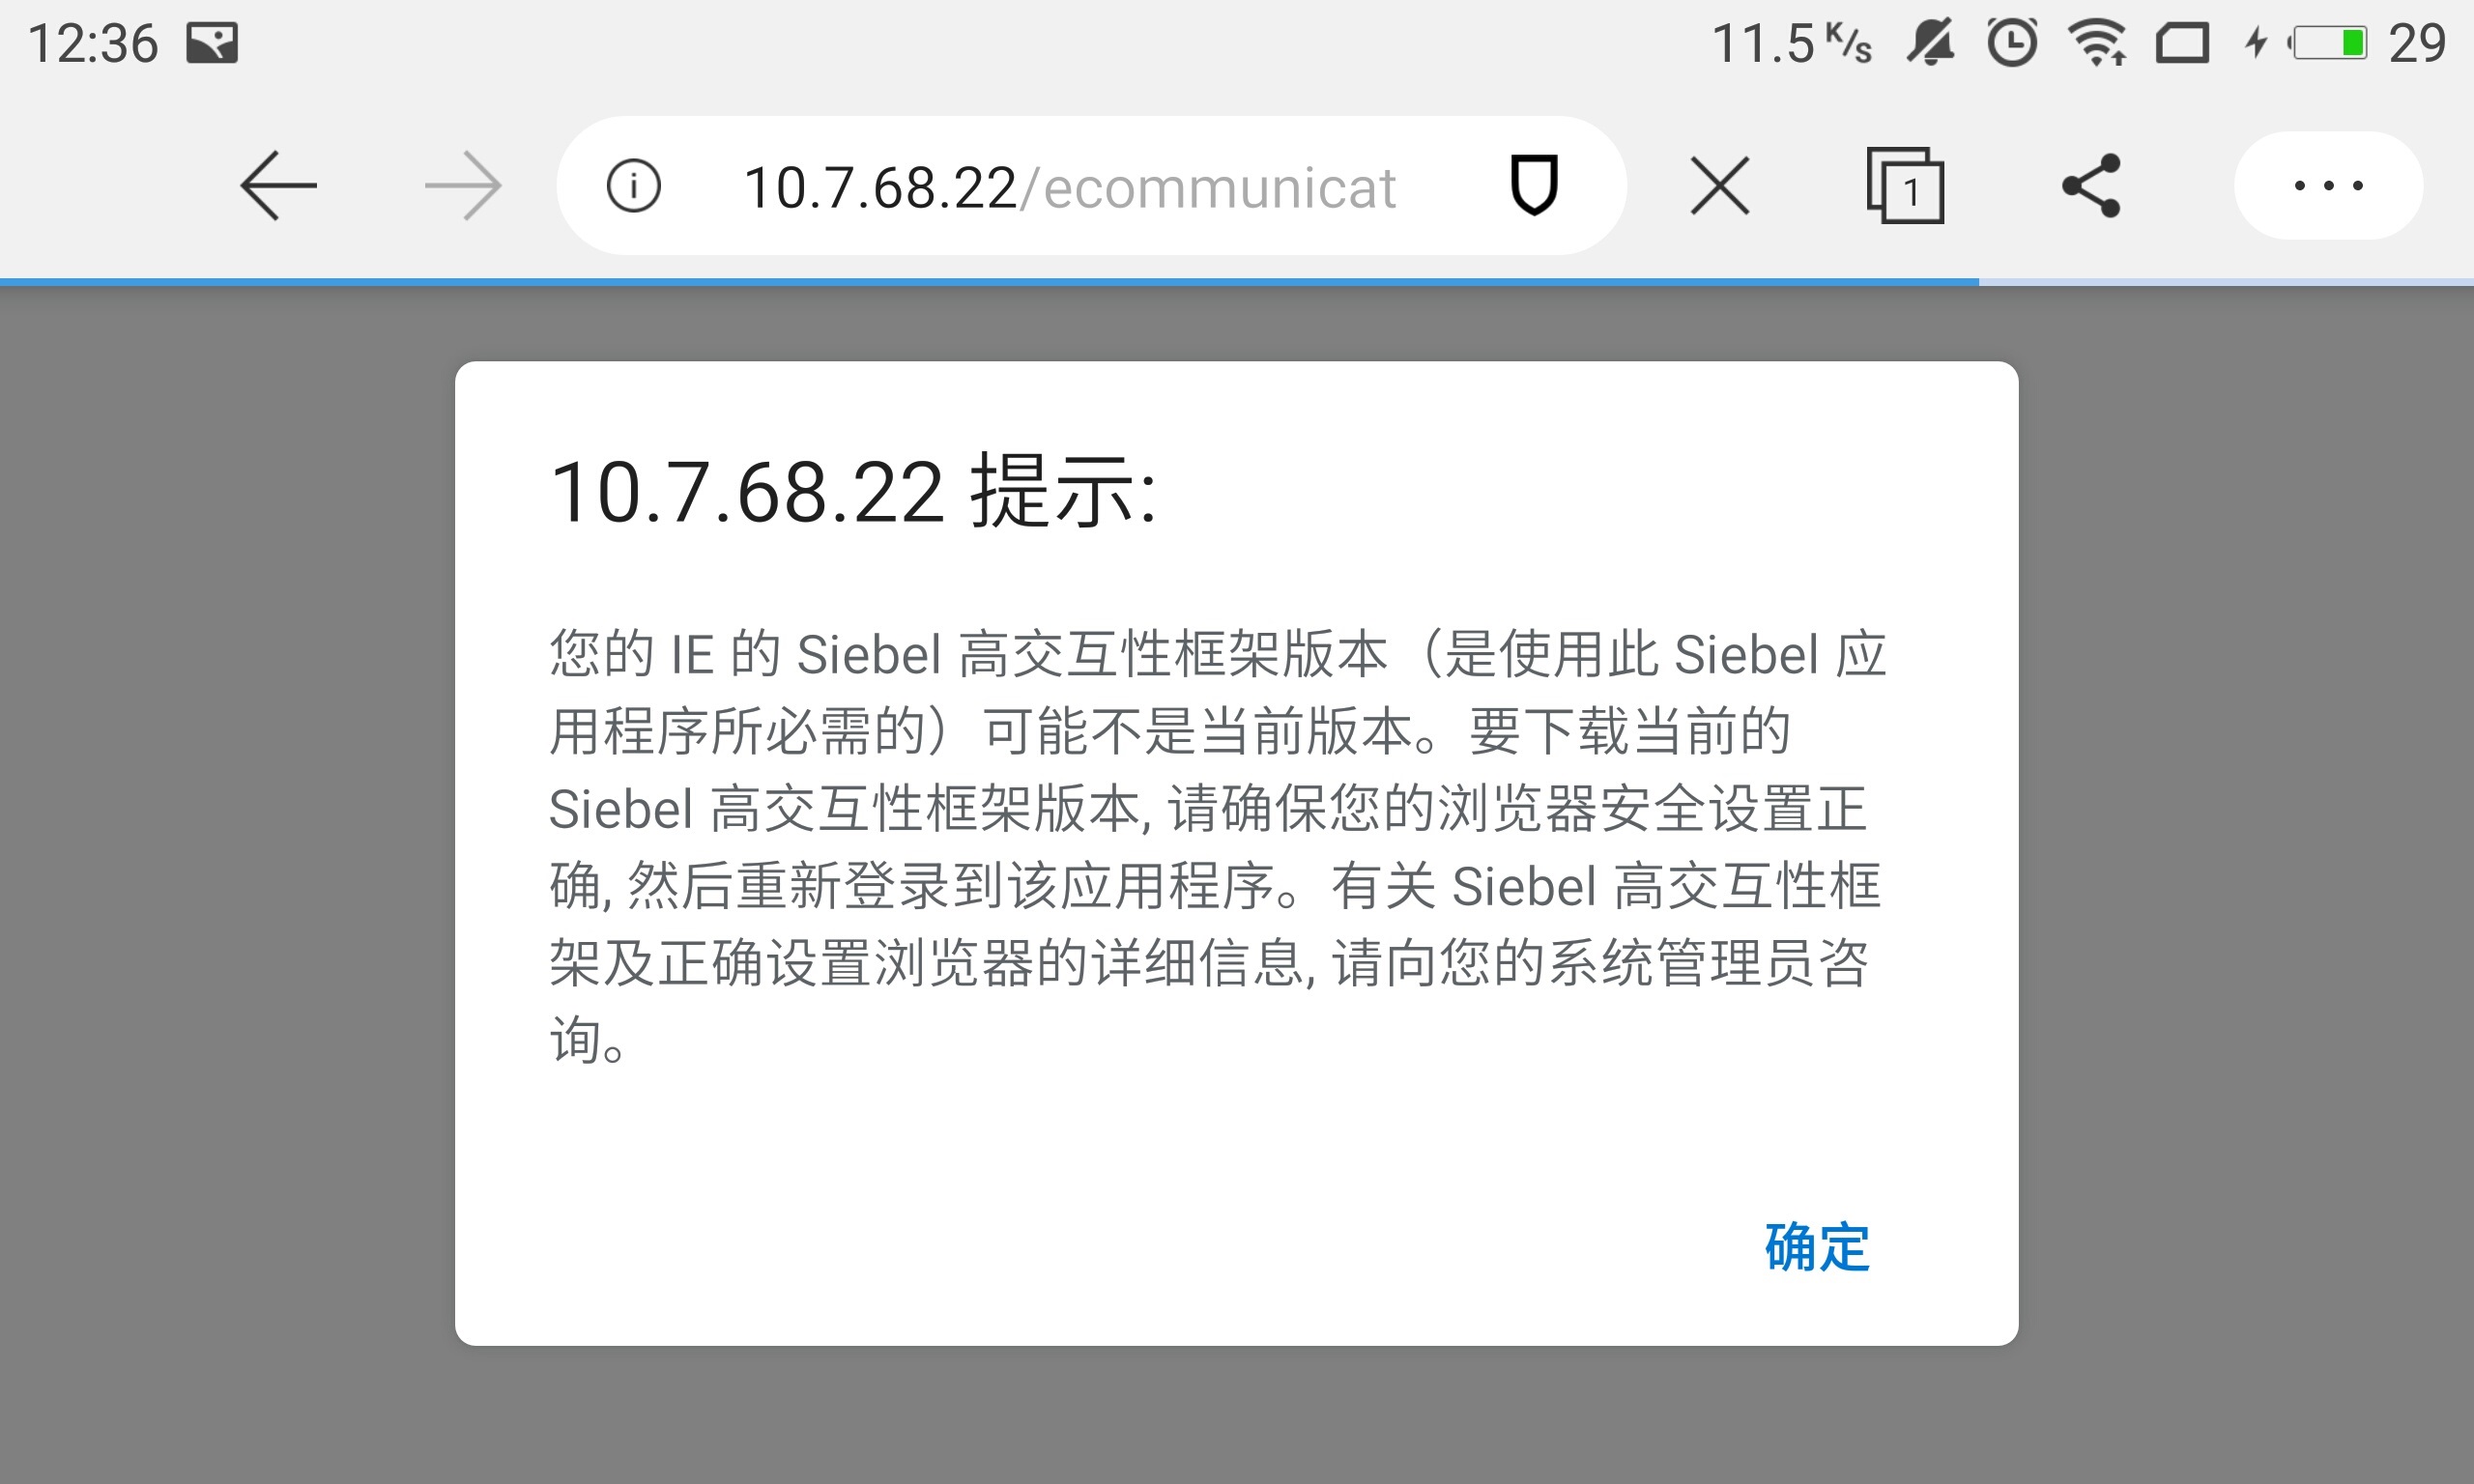 12:36
11.5 K/s
29
10.7.68.22/ecommunicat
1
10.7.68.22 提示:
您的 IE 的 Siebel 高交互性框架版本（是使用此 Siebel 应
用程序所必需的）可能不是当前版本。要下载当前的
Siebel 高交互性框架版本, 请确保您的浏览器安全设置正
确, 然后重新登录到该应用程序。有关 Siebel 高交互性框
架及正确设置浏览器的详细信息, 请向您的系统管理员咨
询。
确定